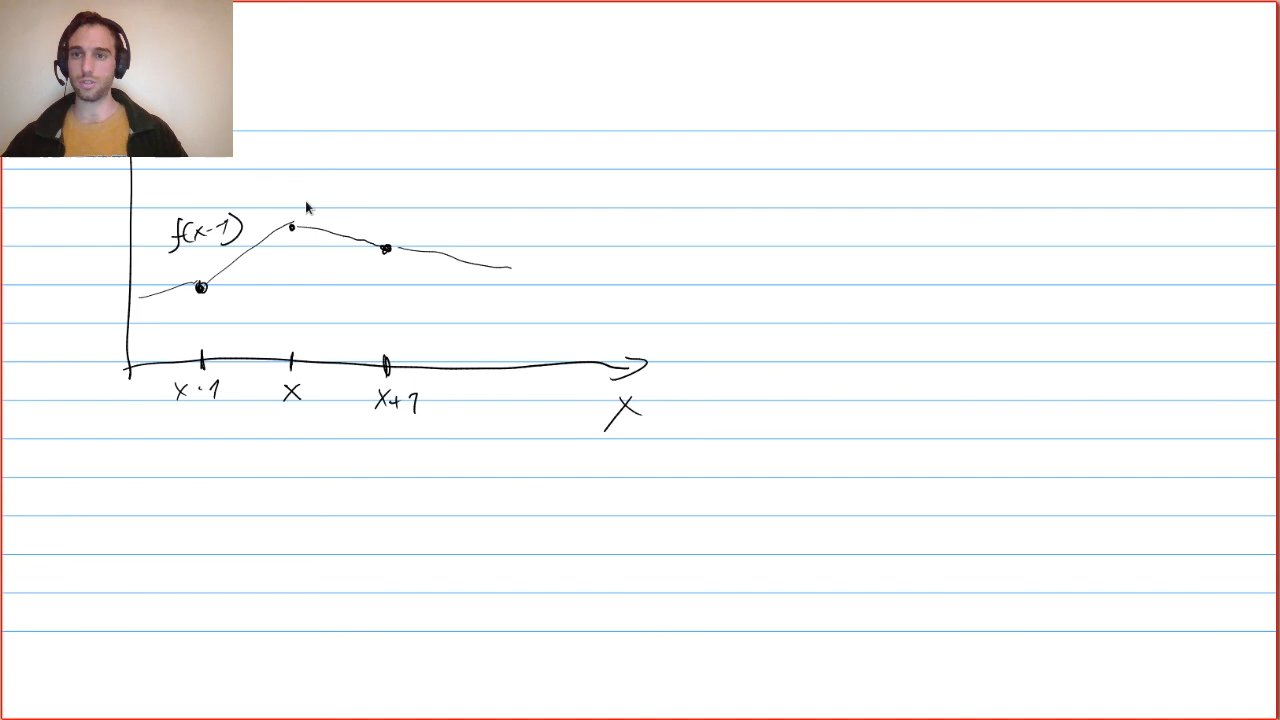 f(x-1)
x-1 x x+1
x